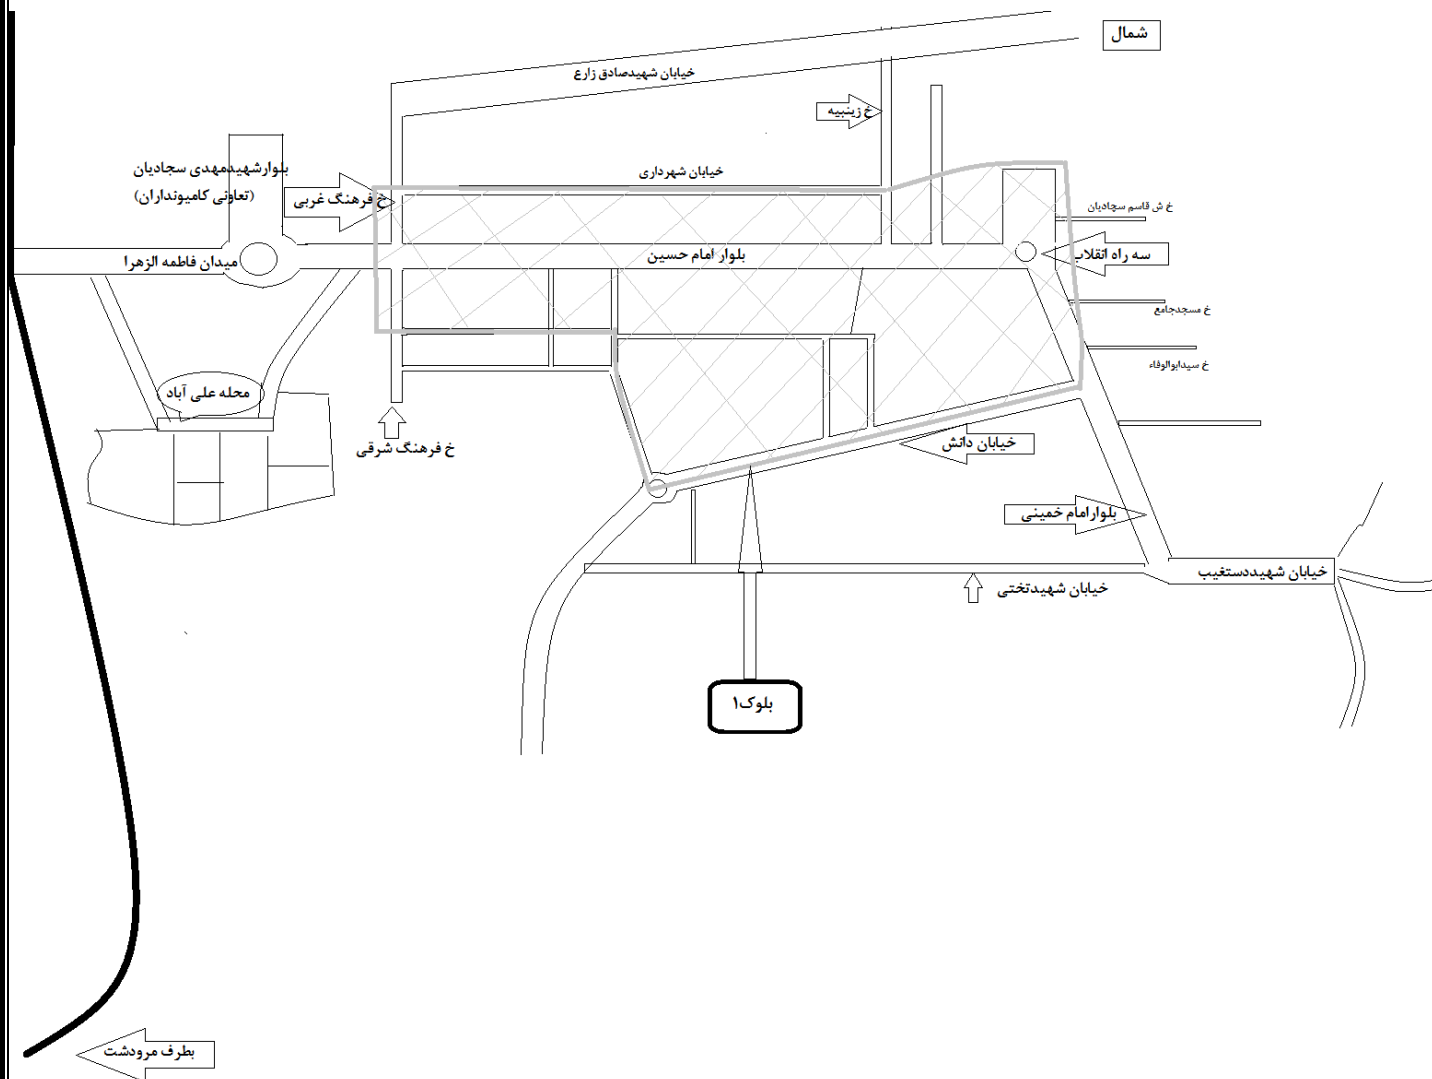 شمال
خیابان شهیدصادق زارع
خ زینبیه
بلوارشهیدمهدی سجادیان
(تعاونی کامیونداران)
خیابان شهرداری
خ فرهنگ غربی
خ ش قاسم سجادیان
میدان فاطمه الزهرا
بلوار امام حسین
سه راه انقلاب
خ مسجدجامع
خ سیدابوالوفاء
محله علی آباد
خ فرهنگ شرقی
خیابان دانش
بلوارامام خمینی
خیابان شهیددستغیب
خیابان شهیدتختی
بلوک۱
بطرف مرودشت